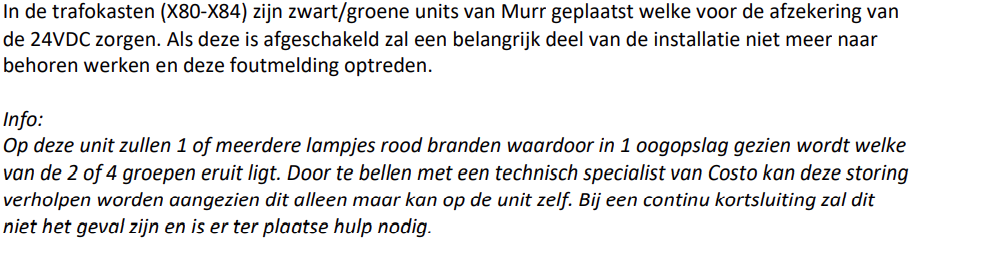 In de trafokasten (X80-X84) zijn zwart/groene units van Murr geplaatst welke voor de afzekering van
de 24VDC zorgen. Als deze is afgeschakeld zal een belangrijk deel van de installatie niet meer naar
behoren werken en deze foutmelding optreden.
Info:
Op deze unit zullen 1 of meerdere lampjes rood branden waardoor in 1 oogopslag gezien wordt welke
van de 2 of 4 groepen eruit ligt. Door te bellen met een technisch specialist van Costo kan deze storing
verholpen worden aangezien dit alleen maar kan op de unit zelf. Bij een continu kortsluiting zal dit
niet het geval zijn en is er ter plaatse hulp nodig.